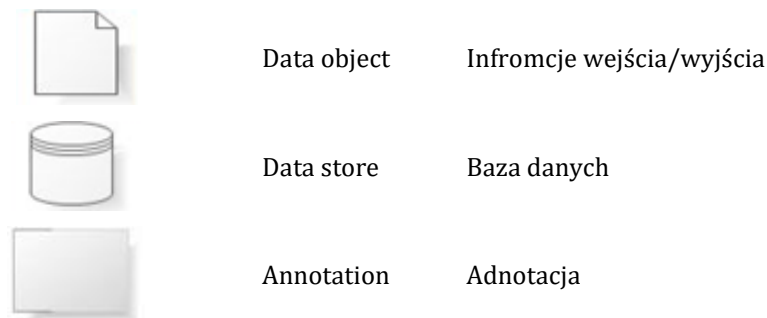 Data object Infromcje wejścia/wyjścia
Data store Baza danych
Annotation Adnotacja